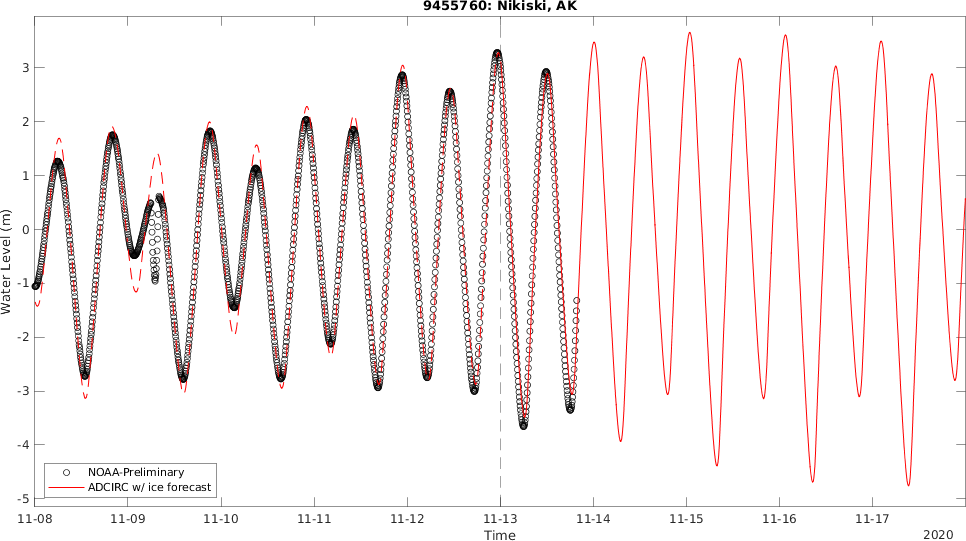 9455760: Nikiski, AK
Water Level (m)
3
2
1
0
-1
-2
-3
-4
-5
NOAA-Preliminary
ADCIRC w/ ice forecast
11-08 11-09 11-10 11-11 11-12 11-13 11-14 11-15 11-16 11-17
Time
2020